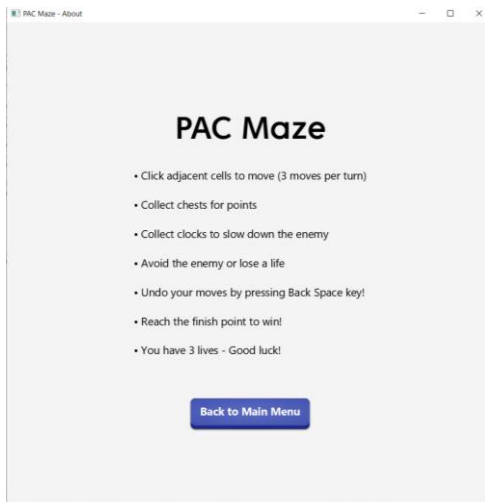 PAC Maze - About
PAC Maze
• Click adjacent cells to move (3 moves per turn)
• Collect chests for points
• Collect clocks to slow down the enemy
• Avoid the enemy or lose a life
• Undo your moves by pressing Back Space key!
• Reach the finish point to win!
• You have 3 lives - Good luck!
Back to Main Menu